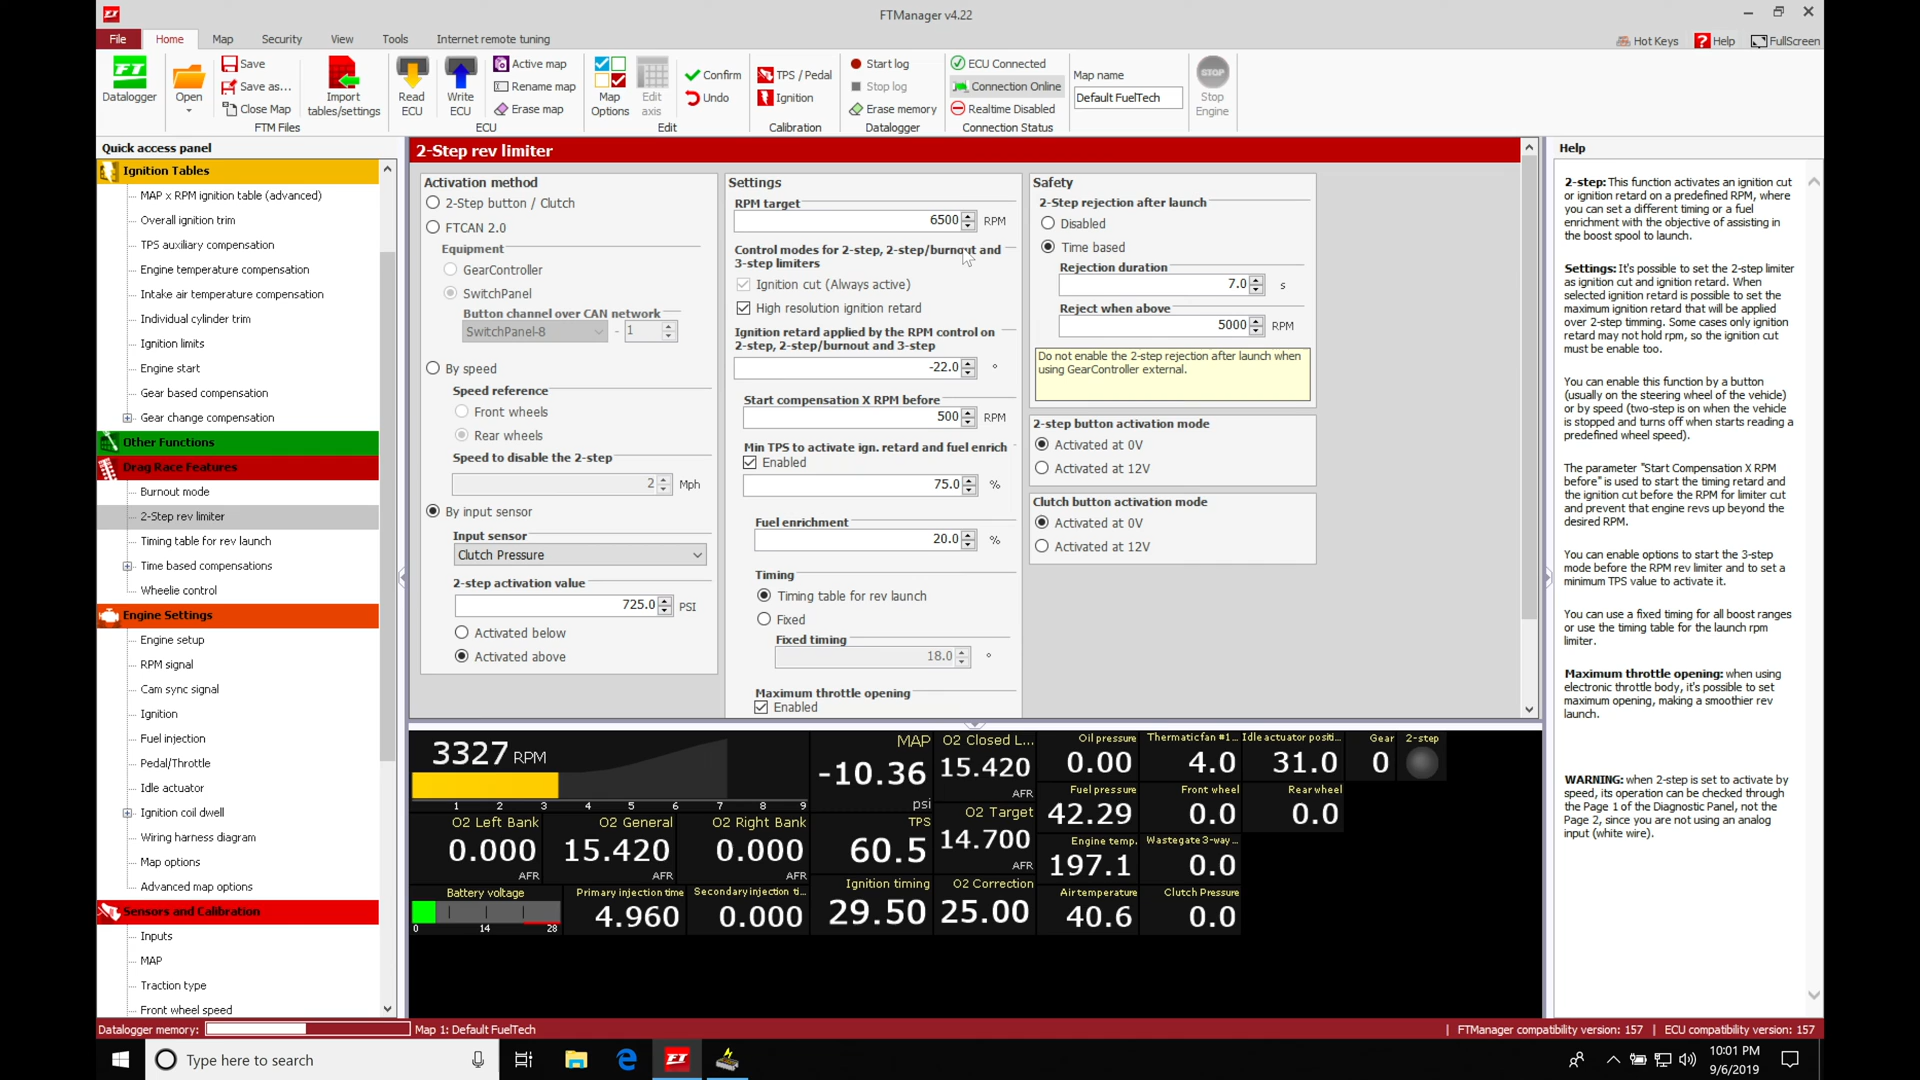 FTManager v4.22
File
Home
Map
Security
View
Tools
Internet remote tuning
Hot Keys
Help
FullScreen
Datalogger
Open
Save
Save as...
Close Map
FTM Files
Import
tables/settings
Read
ECU
Write
ECU
Active map
Rename map
Erase map
ECU
Map
Options
Edit
axis
Confirm
Undo
Edit
TPS / Pedal
Ignition
Calibration
Start log
Stop log
Erase memory
Datalogger
ECU Connected
Connection Online
Realtime Disabled
Connection Status
Map name
Default FuelTech
STOP
Stop
Engine
Quick access panel
Ignition Tables
MAP x RPM ignition table (advanced)
Overall ignition trim
TPS auxiliary compensation
Engine temperature compensation
Intake air temperature compensation
Individual cylinder trim
Ignition limits
Engine start
Gear based compensation
Gear change compensation
Other Functions
Drag Race Features
Burnout mode
2-Step rev limiter
Timing table for rev launch
Time based compensations
Wheelie control
Engine Settings
Engine setup
RPM signal
Cam sync signal
Ignition
Fuel injection
Pedal/Throttle
Idle actuator
Ignition coil dwell
Wiring harness diagram
Map options
Advanced map options
Sensors and Calibration
Inputs
MAP
Traction type
Front wheel speed
2-Step rev limiter
Activation method
2-Step button / Clutch
FTCAN 2.0
Equipment
GearController
SwitchPanel
Button channel over CAN network
SwitchPanel-8 - 1
By speed
Speed reference
Front wheels
Rear wheels
Speed to disable the 2-step
2 Mph
By input sensor
Input sensor
Clutch Pressure
2-step activation value
725.0 PSI
Activated below
Activated above
Settings
RPM target
6500 RPM
Control modes for 2-step, 2-step/burnout and
3-step limiters
Ignition cut (Always active)
High resolution ignition retard
Ignition retard applied by the RPM control on
2-step, 2-step/burnout and 3-step
-22.0 °
Start compensation X RPM before
500 RPM
Min TPS to activate ign. retard and fuel enrich
Enabled
75.0 %
Fuel enrichment
20.0 %
Timing
Timing table for rev launch
Fixed
Fixed timing
18.0 °
Maximum throttle opening
Enabled
Safety
2-Step rejection after launch
Disabled
Time based
Rejection duration
7.0 s
Reject when above
5000 RPM
Do not enable the 2-step rejection after launch when
using GearController external.
2-step button activation mode
Activated at 0V
Activated at 12V
Clutch button activation mode
Activated at 0V
Activated at 12V
Help
2-step: This function activates an ignition cut
or ignition retard on a predefined RPM, where
you can set a different timing or a fuel
enrichment with the objective of assisting in
the boost spool to launch.
Settings: It's possible to set the 2-step limiter
as ignition cut and ignition retard. When
selected ignition retard is possible to set the
maximum ignition retard that will be applied
over 2-step timming. Some cases only ignition
retard may not hold rpm, so the ignition cut
must be enable too.
You can enable this function by a button
(usually on the steering wheel of the vehicle)
or by speed (two-step is on when the vehicle
is stopped and turns off when starts reading a
predefined wheel speed).
The parameter "Start Compensation X RPM
before" is used to start the timing retard and
the ignition cut before the RPM for limiter cut
and prevent that engine revs up beyond the
desired RPM.
You can enable options to start the 3-step
mode before the RPM rev limiter and to set a
minimum TPS value to activate it.
You can use a fixed timing for all boost ranges
or use the timing table for the launch rpm
limiter.
Maximum throttle opening: when using
electronic throttle body, it's possible to set
maximum opening, making a smoothier rev
launch.
WARNING: when 2-step is set to activate by
speed, its operation can be checked through
the Page 1 of the Diagnostic Panel, not the
Page 2, since you are not using an analog
input (white wire).
3327 RPM
1 2 3 4 5 6 7 8 9
MAP
-10.36
psi
O2 Closed L...
15.420
AFR
Oil pressure
0.00
Thermatic fan #1...
4.0
Idle actuator positi...
31.0
Gear
0
2-step
O2 Left Bank
0.000
AFR
O2 General
15.420
AFR
O2 Right Bank
0.000
AFR
TPS
60.5
O2 Target
14.700
AFR
Fuel pressure
42.29
Front wheel
0.0
Rear wheel
0.0
Engine temp.
197.1
Wastegate 3-way...
0.0
Battery voltage
0 14 28
Primary injection time
4.960
Secondary injection ti...
0.000
Ignition timing
29.50
O2 Correction
25.00
Air temperature
40.6
Clutch Pressure
0.0
Datalogger memory:
Map 1: Default FuelTech
FTManager compatibility version: 157
ECU compatibility version: 157
Type here to search
10:01 PM
9/6/2019